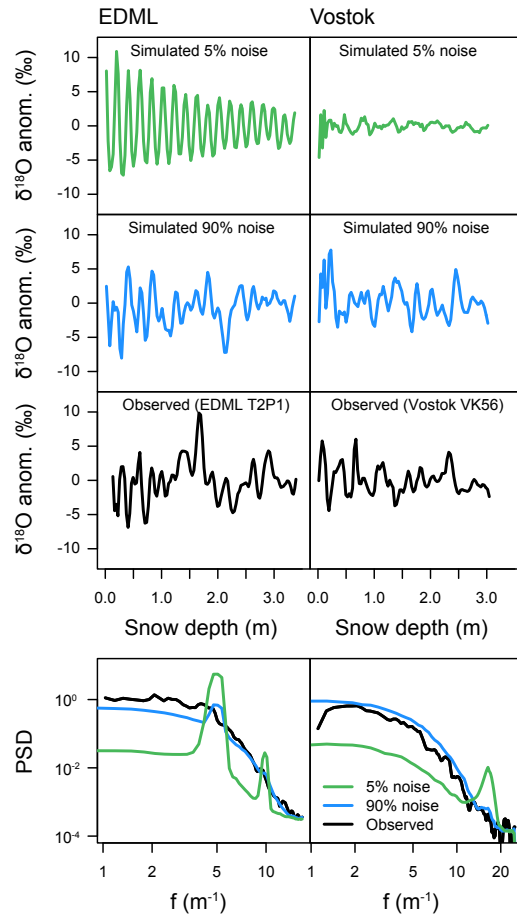 EDML Vostok
Simulated 5% noise Simulated 5% noise
δ¹⁸O anom. (‰)
10
5
0
-5
-10
Simulated 90% noise Simulated 90% noise
δ¹⁸O anom. (‰)
10
5
0
-5
-10
Observed (EDML T2P1) Observed (Vostok VK56)
δ¹⁸O anom. (‰)
10
5
0
-5
-10
0.0 1.0 2.0 3.0 0.0 1.0 2.0 3.0
Snow depth (m) Snow depth (m)
PSD
10⁰
10⁻²
10⁻⁴
5% noise
90% noise
Observed
1 2 5 10 1 2 5 10 20
f (m⁻¹) f (m⁻¹)